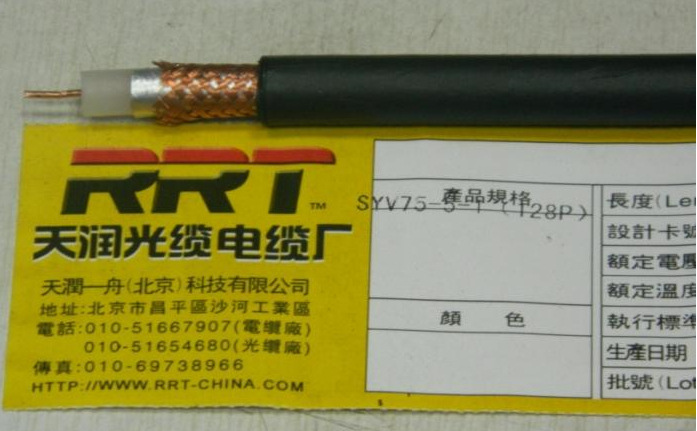 RRT™
天润光缆电缆厂
天潤一舟(北京)科技有限公司
地址:北京市昌平區沙河工業區
電話:010-51667907(電纜廠)
010-51654680(光纜廠)
傳真:010-69738966
HTTP://WWW.RRT-CHINA.COM
產品規格
SYV75-5-1 (128P)
顏 色
長度(Le
設計卡號
額定電壓
額定溫度
執行標準
生產日期
批號(Lo